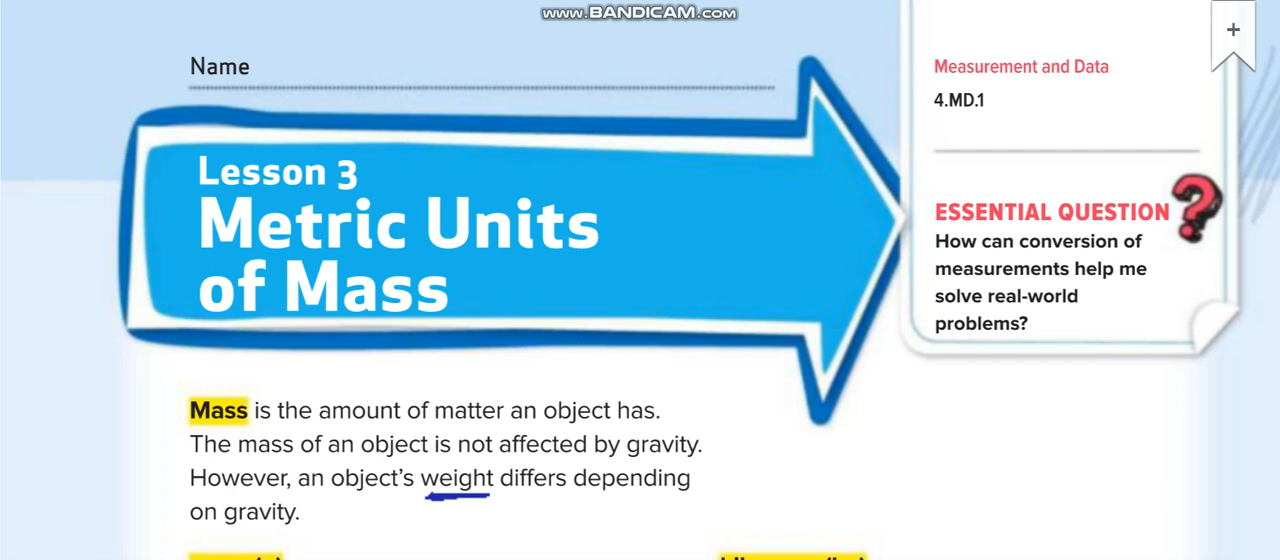 www.BANDICAM.com
Name
Lesson 3
Metric Units
of Mass
+
Measurement and Data
4.MD.1
ESSENTIAL QUESTION
?
How can conversion of
measurements help me
solve real-world
problems?
Mass is the amount of matter an object has.
The mass of an object is not affected by gravity.
However, an object's weight differs depending
on gravity.